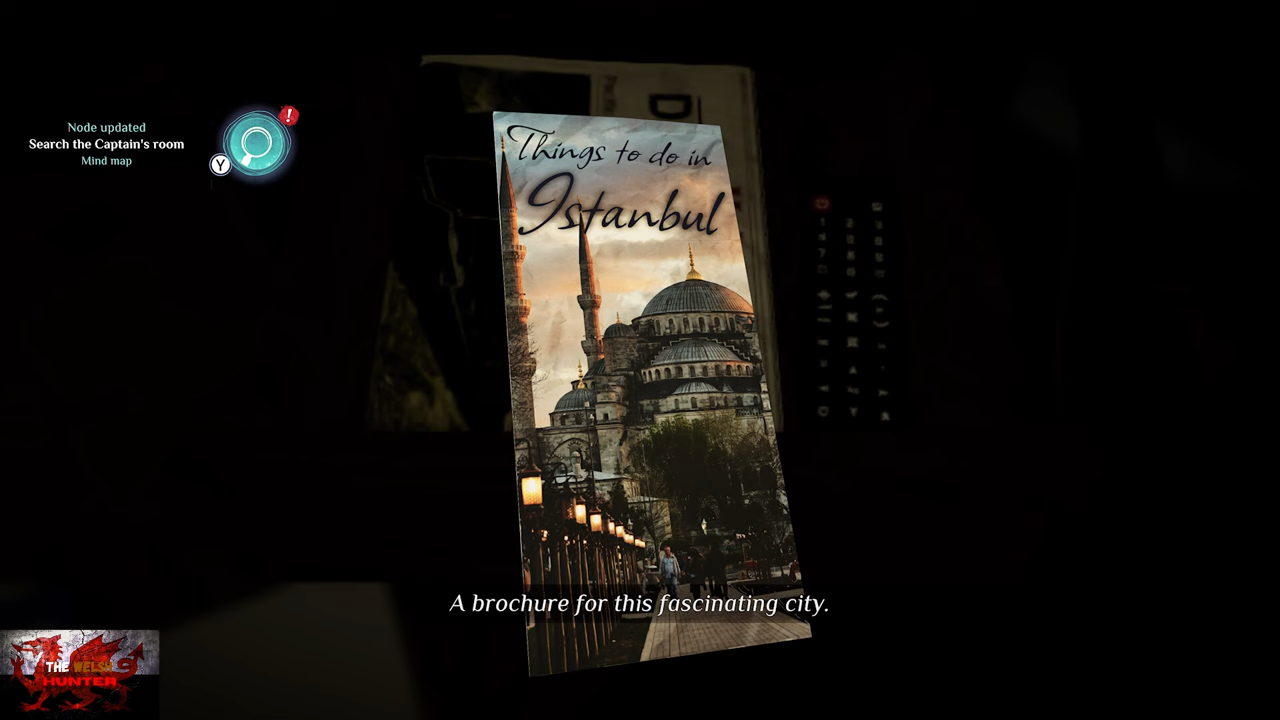 Node updated
Search the Captain's room
Mind map
Y
!
Things to do in
Istanbul
D
A brochure for this fascinating city.
THE WELSH
HUNTER